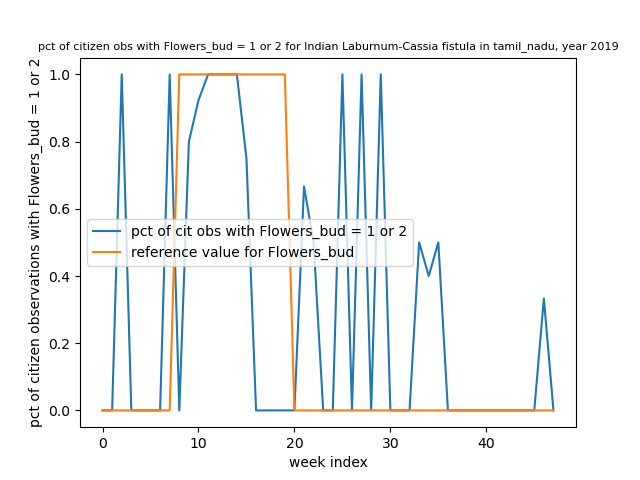 pct of citizen obs with Flowers_bud = 1 or 2 for Indian Laburnum-Cassia fistula in tamil_nadu, year 2019
pct of citizen observations with Flowers_bud = 1 or 2
1.0
0.8
0.6
0.4
0.2
0.0
pct of cit obs with Flowers_bud = 1 or 2
reference value for Flowers_bud
0 10 20 30 40
week index